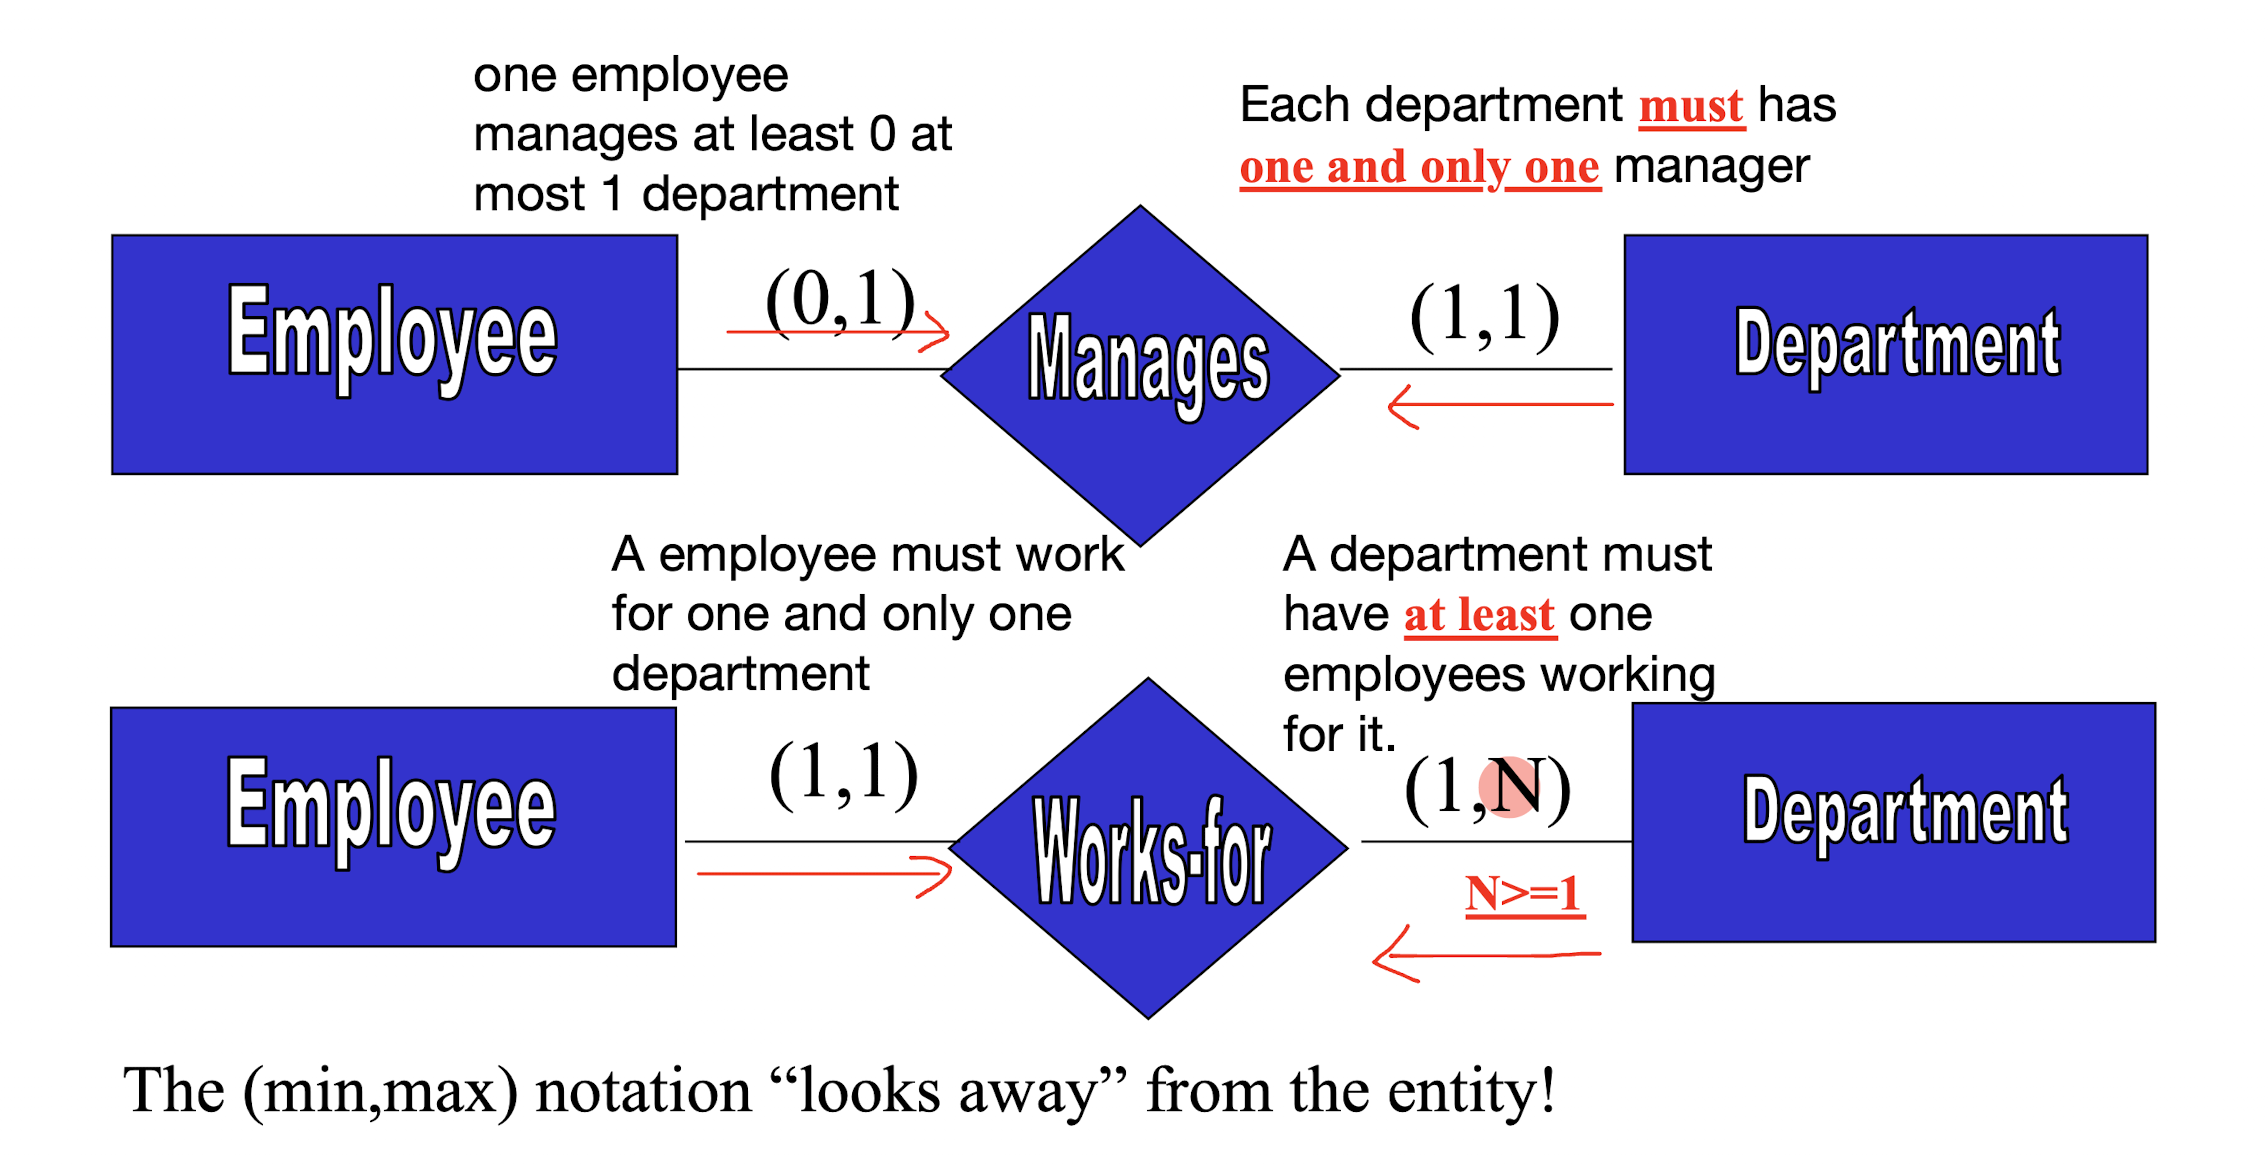 one employee
manages at least 0 at
most 1 department
Each department must has
one and only one manager
Employee
(0,1)
Manages
(1,1)
Department
A employee must work
for one and only one
department
A department must
have at least one
employees working
for it.
Employee
(1,1)
Works-for
(1,N)
N>=1
Department
The (min,max) notation “looks away” from the entity!